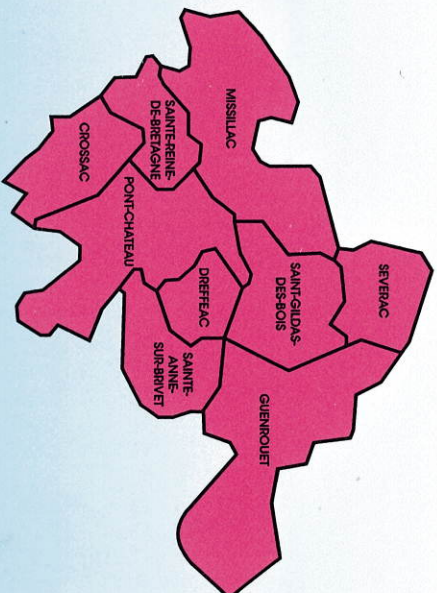 SEVERAC
MISSILLAC
SAINT-GILDAS-
DES-BOIS
GUENROUET
SAINTE-REINE-
DE-BRETAGNE
DREFFEAC
PONT-CHATEAU
SAINTE-
ANNE-
SUR-BRIVET
CROSSAC